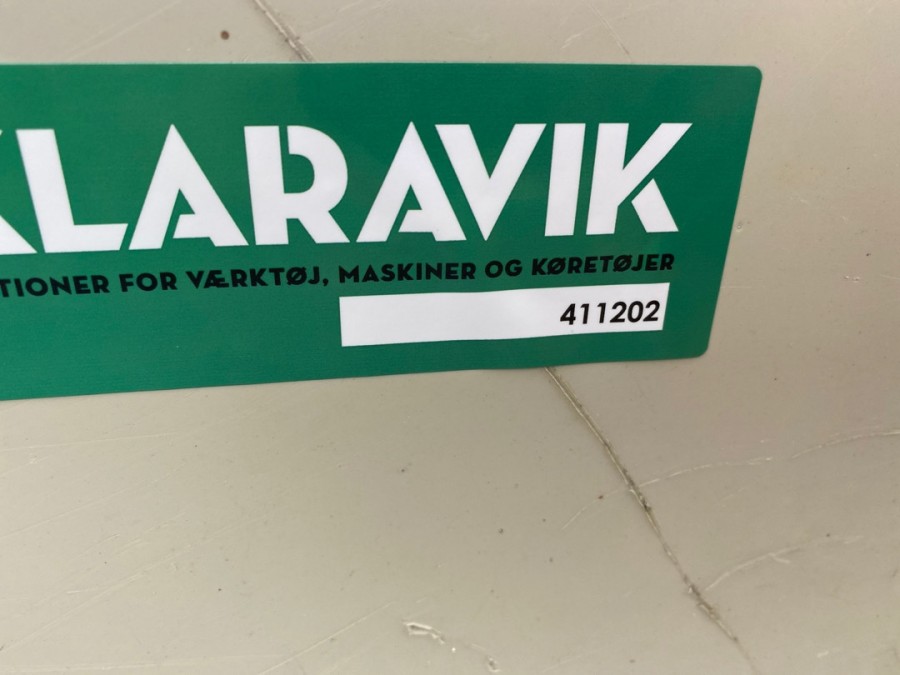 KLARAVIK
TIONER FOR VÆRKTØJ, MASKINER OG KØRETØJER
411202